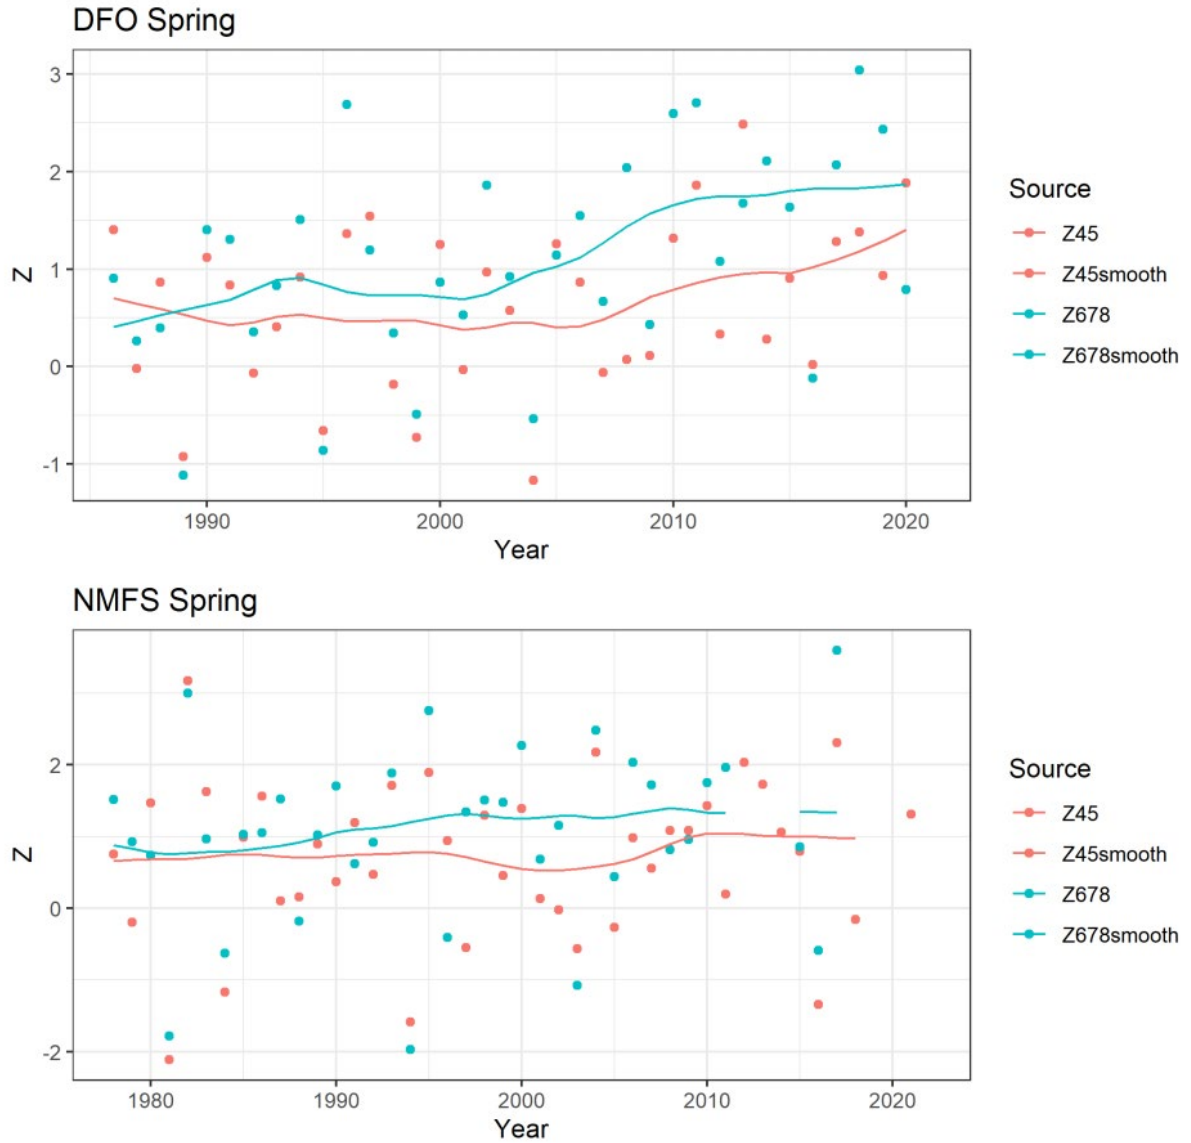 DFO Spring
3
2
1
0
-1
Z
1990
2000
2010
2020
Year
Source
Z45
Z45smooth
Z678
Z678smooth
NMFS Spring
2
0
-2
Z
1980
1990
2000
2010
2020
Year
Source
Z45
Z45smooth
Z678
Z678smooth